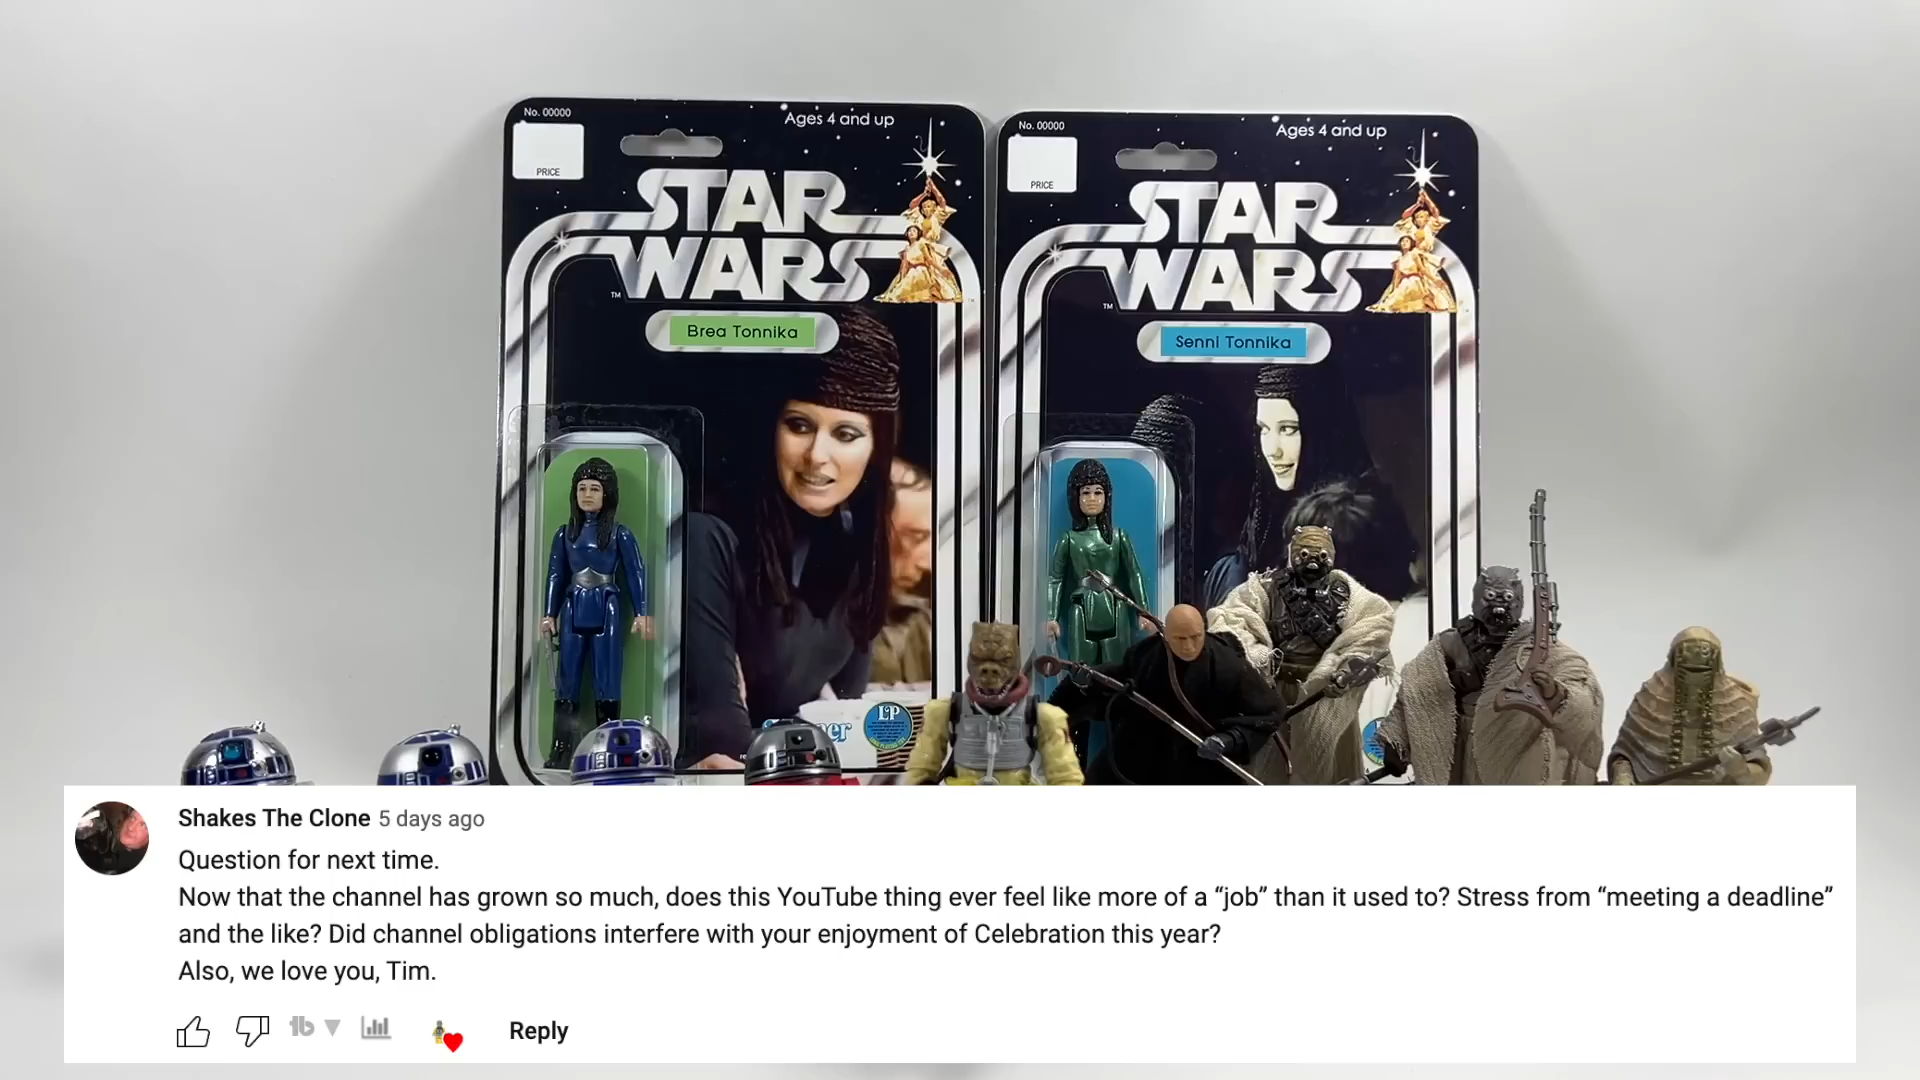 No. 00000
Ages 4 and up
PRICE
STAR
WARS
TM
Brea Tonnika
LP
No. 00000
Ages 4 and up
PRICE
STAR
WARS
TM
Senni Tonnika
Shakes The Clone 5 days ago
Question for next time.
Now that the channel has grown so much, does this YouTube thing ever feel like more of a “job” than it used to? Stress from “meeting a deadline”
and the like? Did channel obligations interfere with your enjoyment of Celebration this year?
Also, we love you, Tim.
Reply